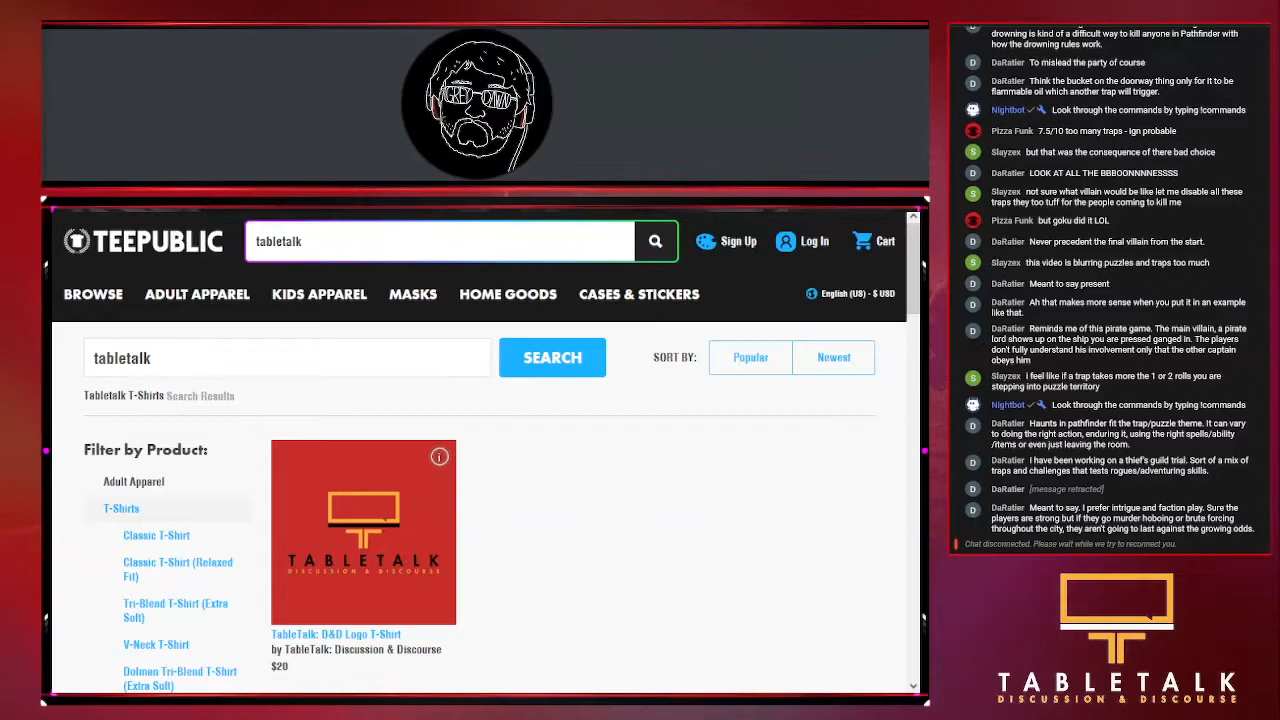 TEEPUBLIC
tabletalk
Sign Up
Log In
Cart
BROWSE
ADULT APPAREL
KIDS APPAREL
MASKS
HOME GOODS
CASES & STICKERS
English (US) - $ USD
tabletalk
SEARCH
SORT BY:
Popular
Newest
Tabletalk T-Shirts Search Results
Filter by Product:
Adult Apparel
T-Shirts
Classic T-Shirt
Classic T-Shirt (Relaxed
Fit)
Tri-Blend T-Shirt (Extra
Soft)
V-Neck T-Shirt
Dolman Tri-Blend T-Shirt
(Extra Soft)
TABLETALK
DISCUSSION & DISCOURSE
TableTalk: D&D Logo T-Shirt
by TableTalk: Discussion & Discourse
$20
drowning is kind of a difficult way to kill anyone in Pathfinder with
how the drowning rules work.
D DaRatier To mislead the party of course
D DaRatier Think the bucket on the doorway thing only for it to be
flammable oil which another trap will trigger.
Nightbot Look through the commands by typing !commands
Pizza Funk 7.5/10 too many traps - ign probable
S Slayzex but that was the consequence of there bad choice
D DaRatier LOOK AT ALL THE BBBOONNNNESSSS
S Slayzex not sure what villain would be like let me disable all these
traps they too tuff for the people coming to kill me
Pizza Funk but goku did it LOL
D DaRatier Never precedent the final villain from the start.
S Slayzex this video is blurring puzzles and traps too much
D DaRatier Meant to say present
D DaRatier Ah that makes more sense when you put it in an example
like that.
D DaRatier Reminds me of this pirate game. The main villain, a pirate
lord shows up on the ship you are pressed ganged in. The players
don't fully understand his involvement only that the other captain
obeys him
S Slayzex i feel like if a trap takes more the 1 or 2 rolls you are
stepping into puzzle territory
Nightbot Look through the commands by typing !commands
D DaRatier Haunts in pathfinder fit the trap/puzzle theme. It can vary
to doing the right action, enduring it, using the right spells/ability
/items or even just leaving the room.
D DaRatier I have been working on a thief's guild trial. Sort of a mix of
traps and challenges that tests rogues/adventuring skills.
D DaRatier [message retracted]
D DaRatier Meant to say. I prefer intrigue and faction play. Sure the
players are strong but if they go murder hoboing or brute forcing
throughout the city, they aren't going to last against the growing odds.
Chat disconnected. Please wait while we try to reconnect you.
TABLETALK
DISCUSSION & DISCOURSE